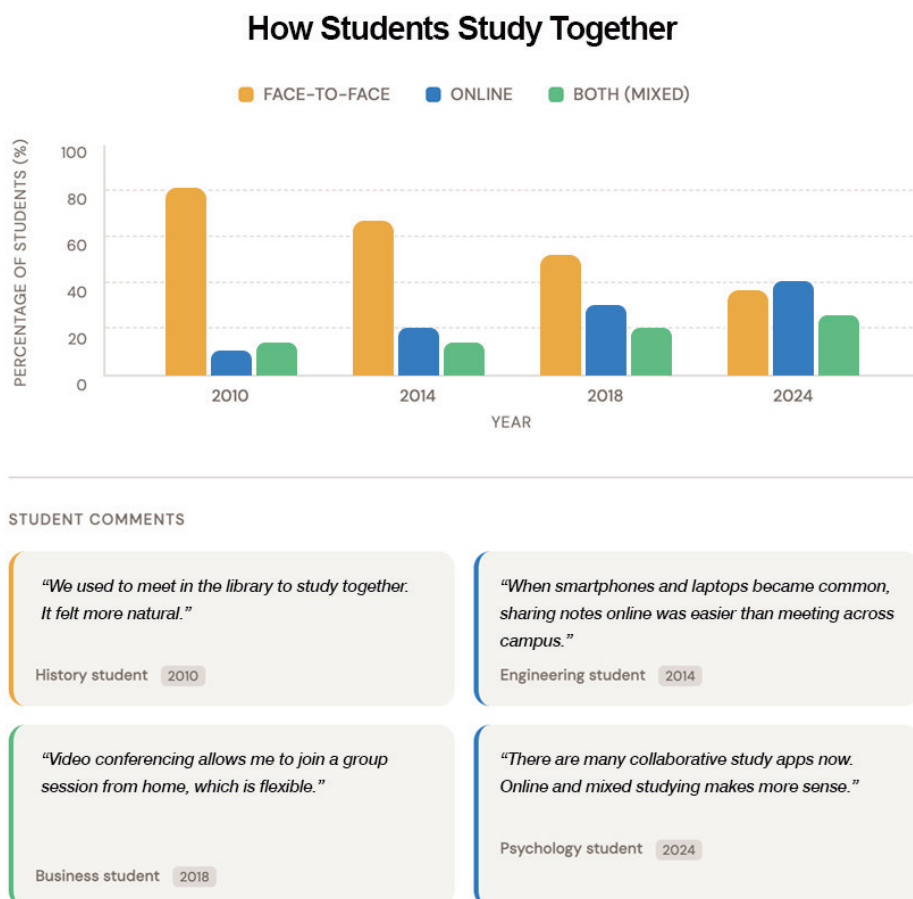 How Students Study Together
FACE-TO-FACE ONLINE BOTH (MIXED)
PERCENTAGE OF STUDENTS (%)
100
80
60
40
20
0
2010 2014 2018 2024
YEAR
STUDENT COMMENTS
“We used to meet in the library to study together.
It felt more natural.”
History student 2010
“When smartphones and laptops became common,
sharing notes online was easier than meeting across
campus.”
Engineering student 2014
“Video conferencing allows me to join a group
session from home, which is flexible.”
Business student 2018
“There are many collaborative study apps now.
Online and mixed studying makes more sense.”
Psychology student 2024